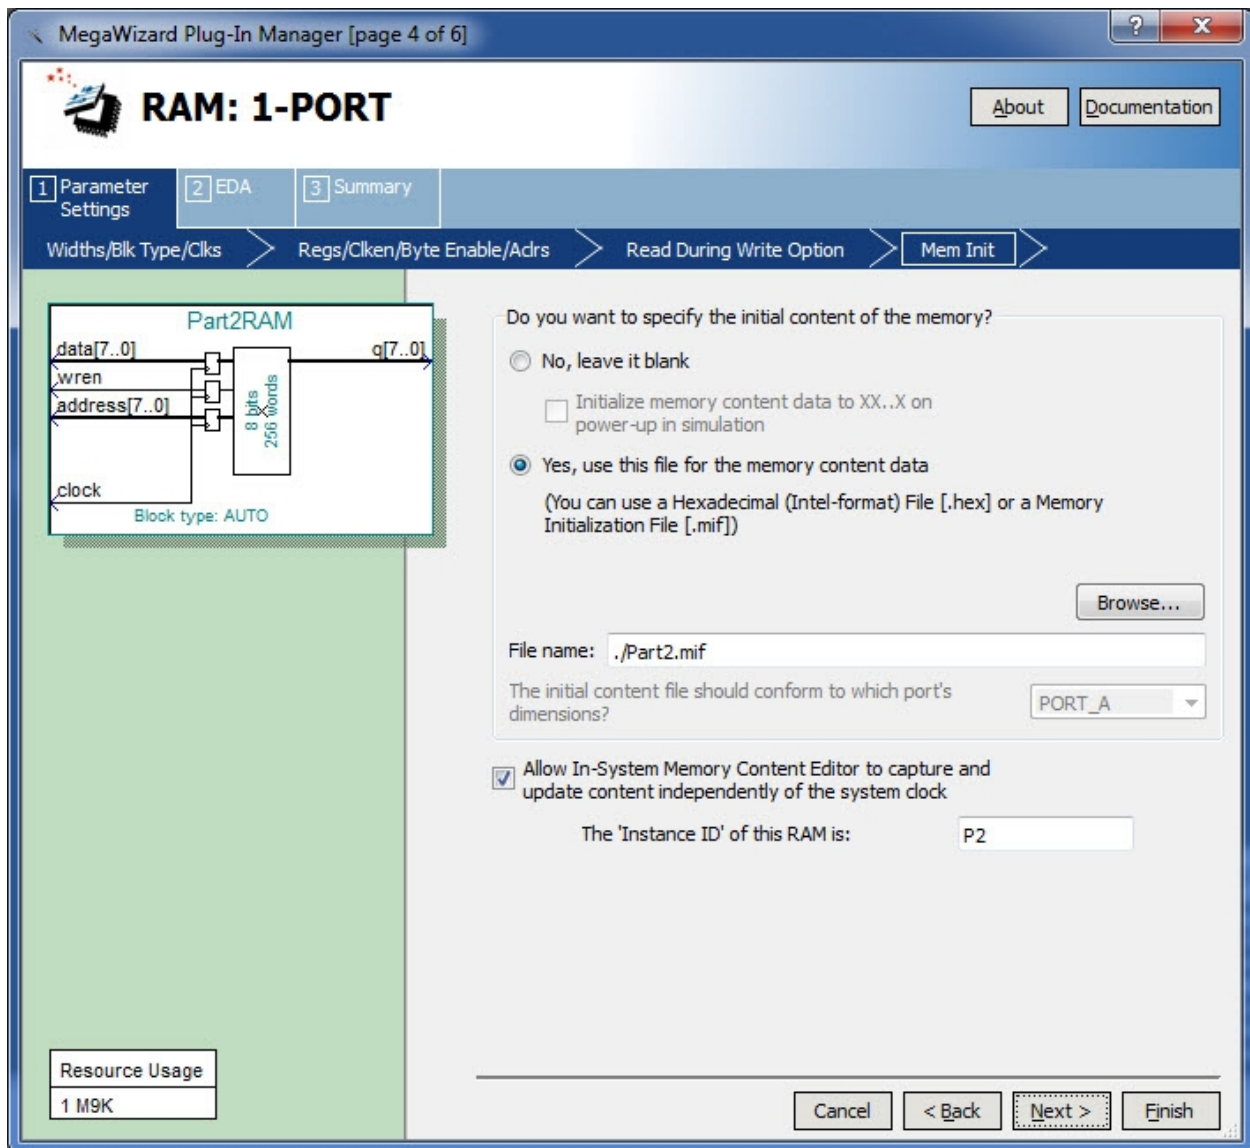 MegaWizard Plug-In Manager [page 4 of 6]
?
X
RAM: 1-PORT
About
Documentation
1 Parameter
Settings
2 EDA
3 Summary
Widths/Blk Type/Clks
Regs/Clken/Byte Enable/Aclrs
Read During Write Option
Mem Init
Part2RAM
data[7..0]
q[7..0]
wren
address[7..0]
8 bits
256 words
clock
Block type: AUTO
Do you want to specify the initial content of the memory?
No, leave it blank
Initialize memory content data to XX..X on
power-up in simulation
Yes, use this file for the memory content data
(You can use a Hexadecimal (Intel-format) File [.hex] or a Memory
Initialization File [.mif])
Browse...
File name: ./Part2.mif
The initial content file should conform to which port's
dimensions?
PORT_A
Allow In-System Memory Content Editor to capture and
update content independently of the system clock
The 'Instance ID' of this RAM is: P2
Resource Usage
1 M9K
Cancel
< Back
Next >
Finish